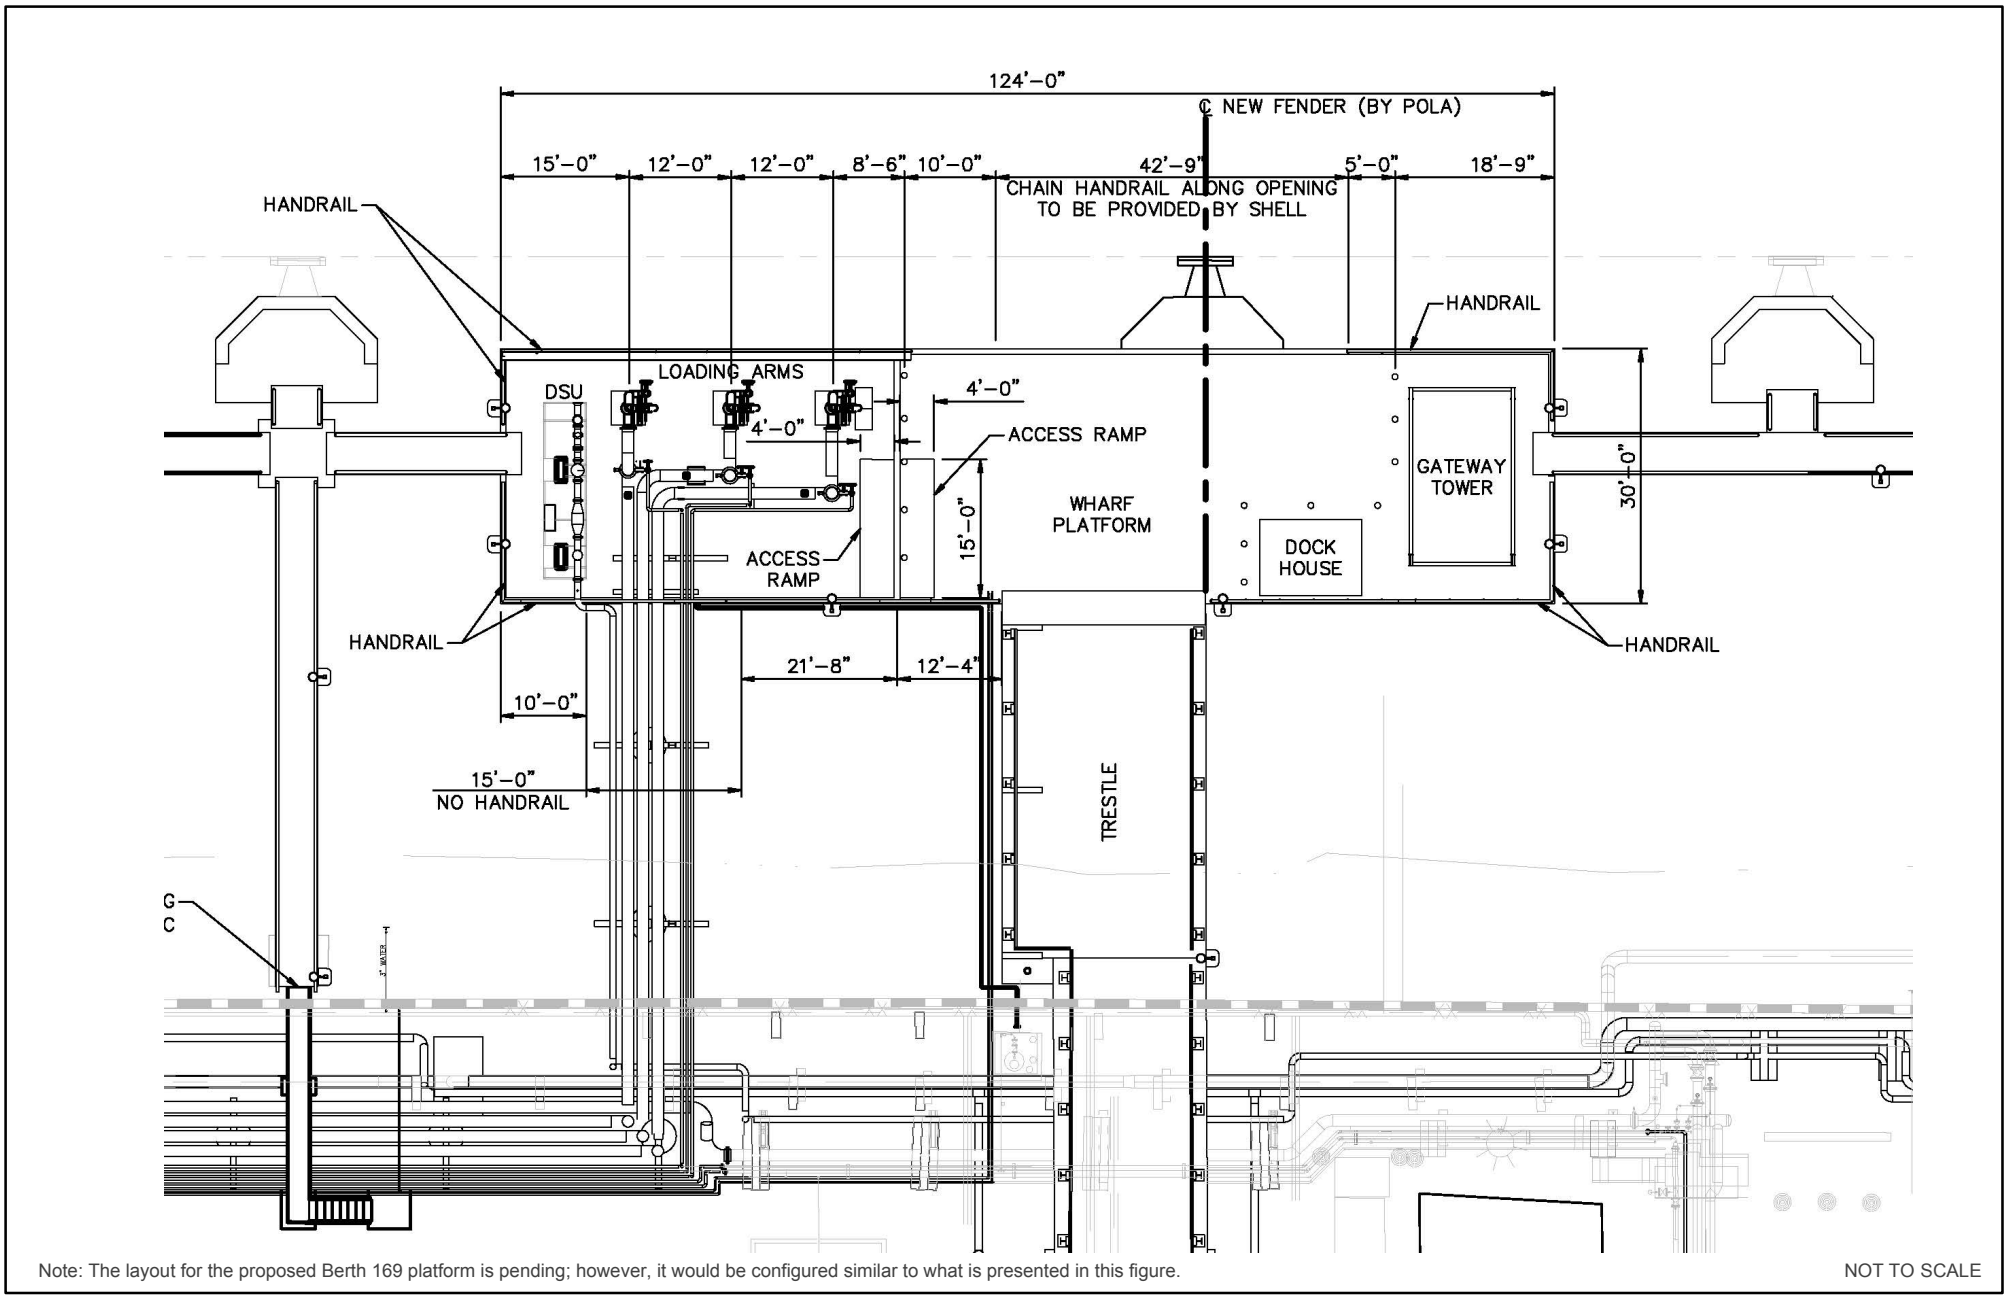 124'-0"
℄ NEW FENDER (BY POLA)
15'-0" 12'-0" 12'-0" 8'-6" 10'-0" 42'-9" 5'-0" 18'-9"
CHAIN HANDRAIL ALONG OPENING
TO BE PROVIDED BY SHELL
HANDRAIL
HANDRAIL
LOADING ARMS
DSU
4'-0"
4'-0"
ACCESS RAMP
GATEWAY
TOWER
30'-0"
WHARF
PLATFORM
15'-0"
ACCESS
RAMP
DOCK
HOUSE
HANDRAIL
HANDRAIL
21'-8" 12'-4"
10'-0"
15'-0"
NO HANDRAIL
TRESTLE
G
C
3" WATER
Note: The layout for the proposed Berth 169 platform is pending; however, it would be configured similar to what is presented in this figure.
NOT TO SCALE